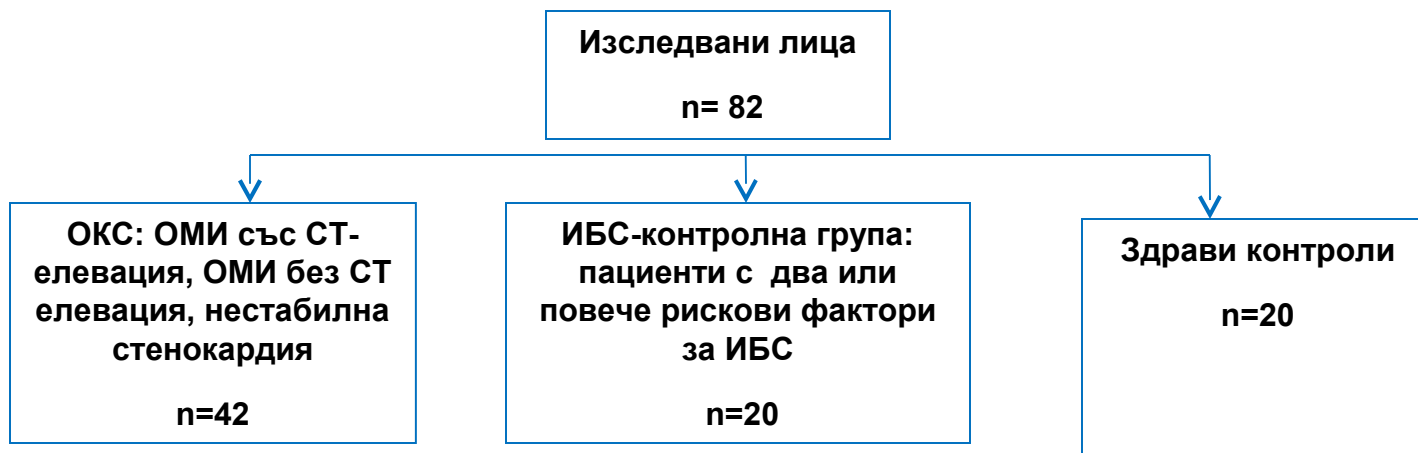 Изследвани лица
n= 82
ОКС: ОМИ със СТ-
елевация, ОМИ без СТ
елевация, нестабилна
стенокардия
n=42
ИБС-контролна група:
пациенти с два или
повече рискови фактори
за ИБС
n=20
Здрави контроли
n=20